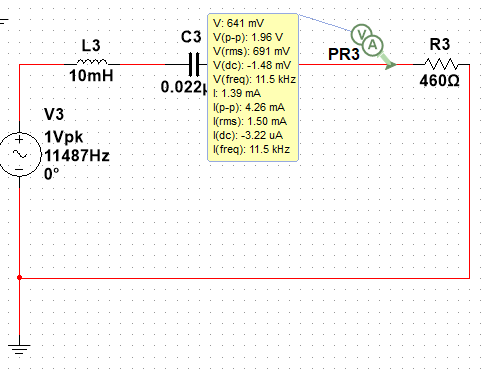 L3
10mH
C3
0.022µ
V: 641 mV
V(p-p): 1.96 V
V(rms): 691 mV
V(dc): -1.48 mV
V(freq): 11.5 kHz
I: 1.39 mA
I(p-p): 4.26 mA
I(rms): 1.50 mA
I(dc): -3.22 uA
I(freq): 11.5 kHz
V
A
PR3
R3
460Ω
V3
1Vpk
11487Hz
0°